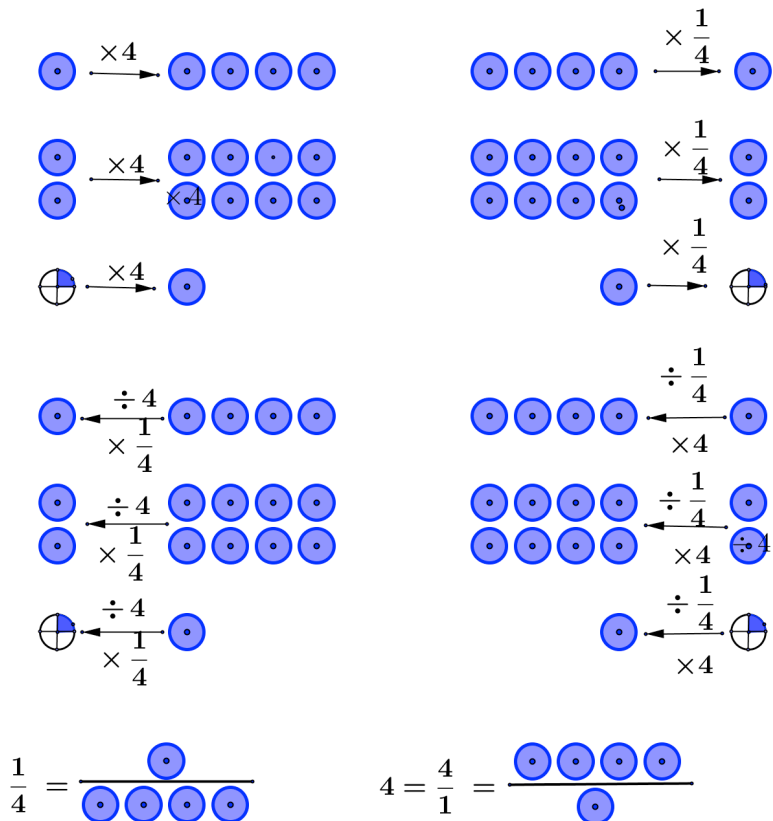 ×4 × 1/4
×4 × 1/4
×4
×4 × 1/4
÷4 ÷ 1/4
× 1/4 ×4
÷4 ÷ 1/4
÷4
× 1/4 ×4
÷4 ÷ 1/4
× 1/4 ×4
1/4 = 4 = 4/1 =